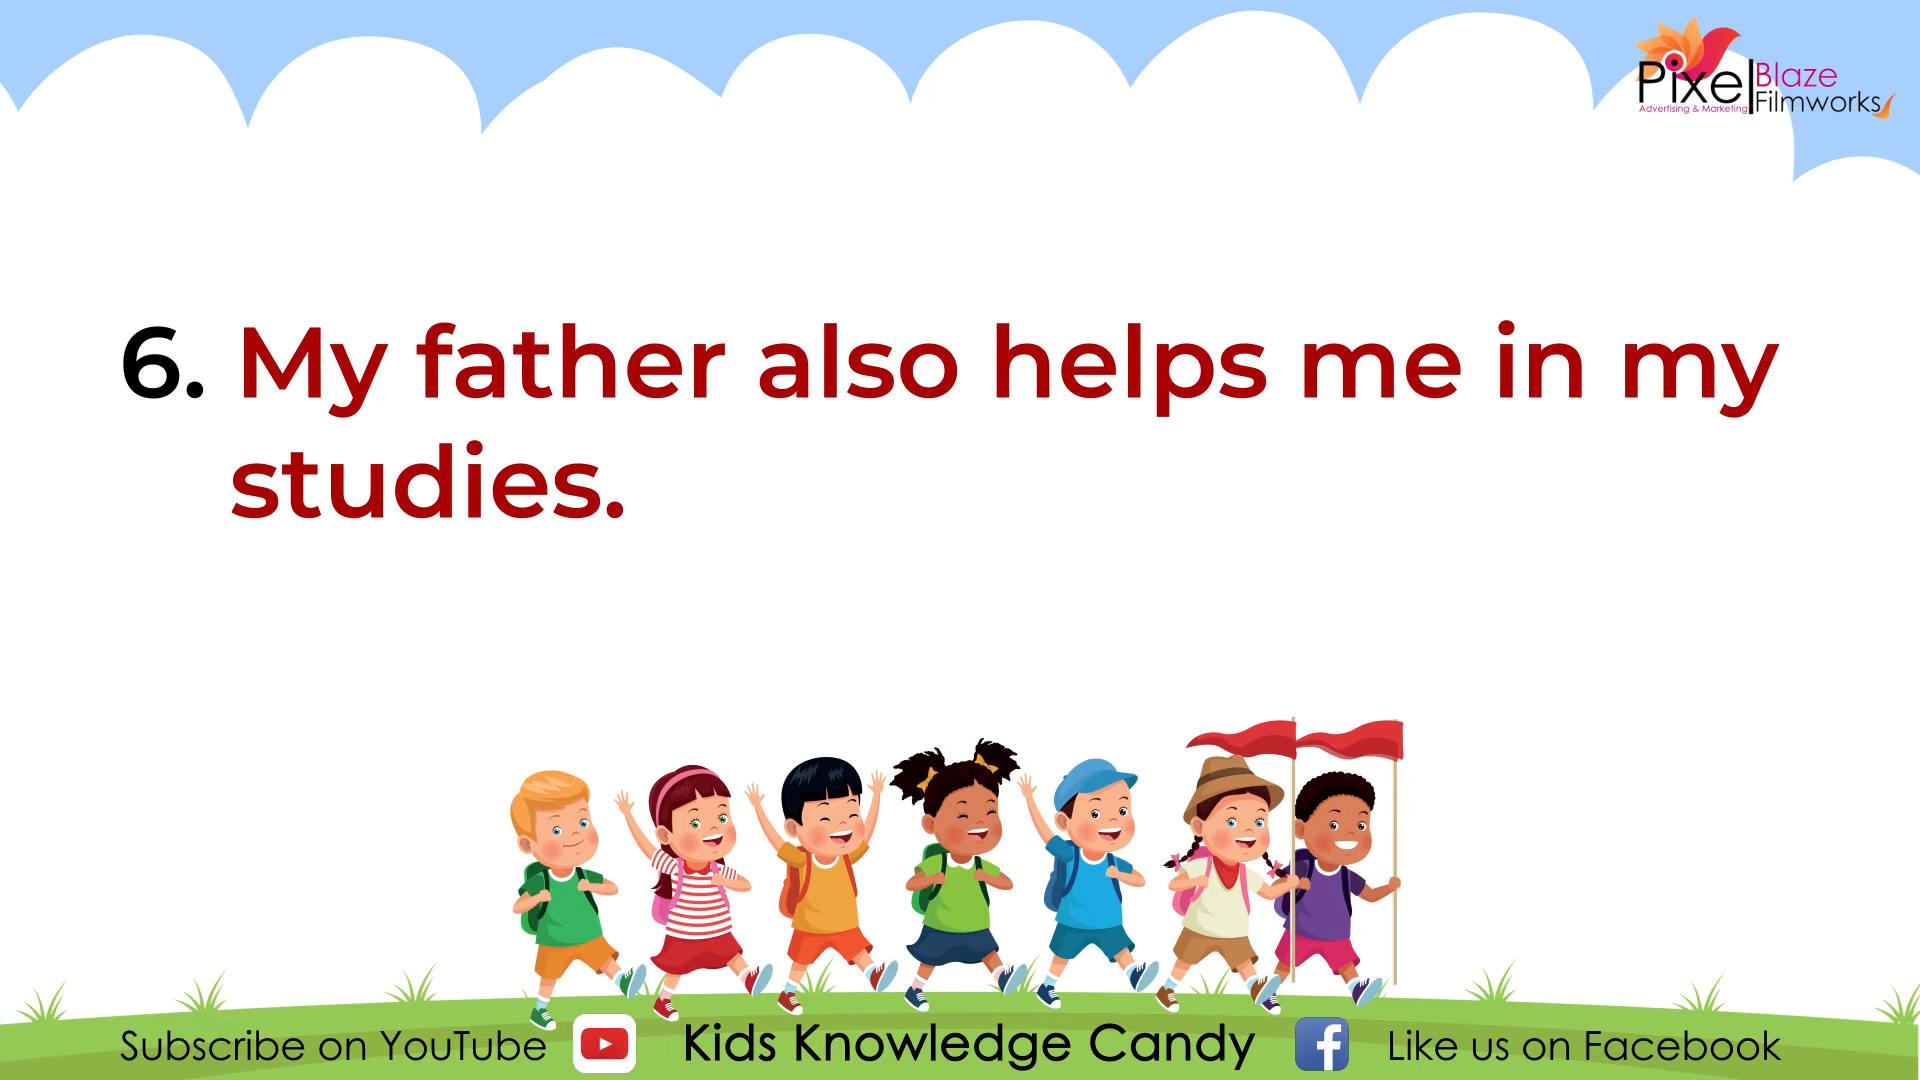 Pixel Blaze
Advertising & Marketing Filmworks
6. My father also helps me in my
studies.
Subscribe on YouTube Kids Knowledge Candy Like us on Facebook